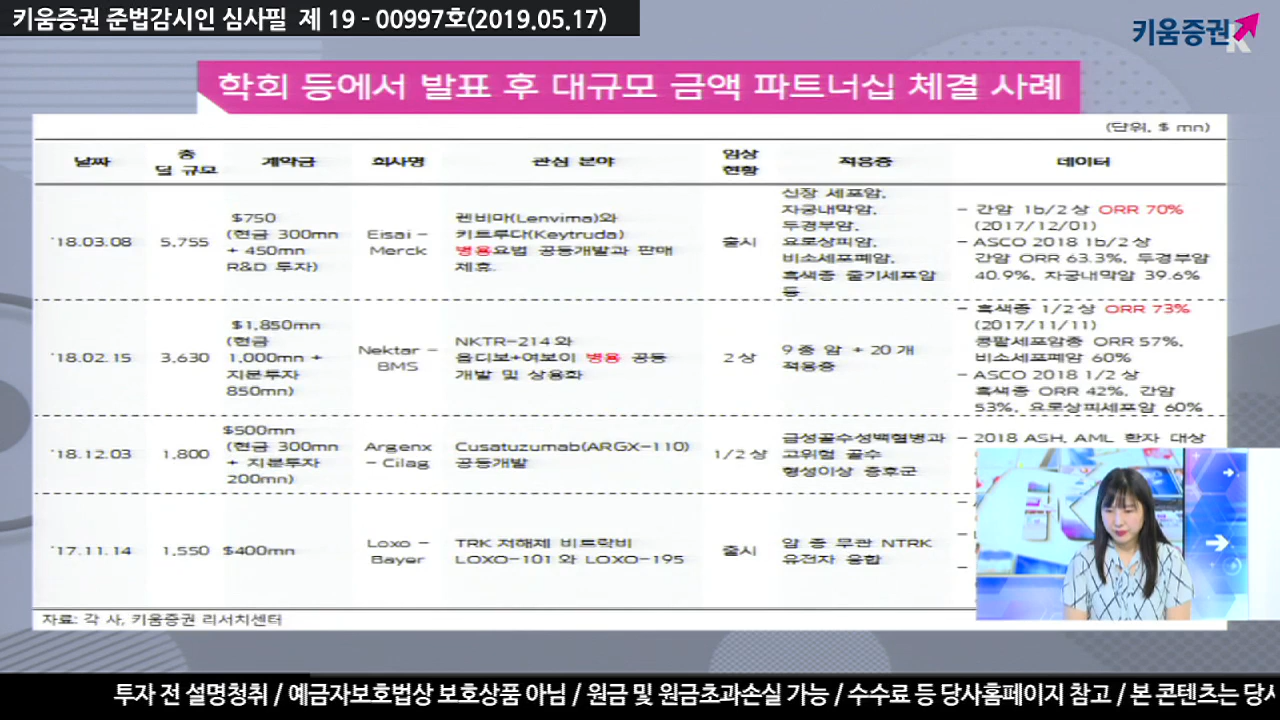 키움증권 준법감시인 심사필 제 19 - 00997호(2019.05.17)
키움증권
학회 등에서 발표 후 대규모 금액 파트너십 체결 사례
(단위, $ mn)
날짜 총 딜 규모 계약금 회사명 관심 분야 임상 현황 적응증 데이터
'18.03.08 5,755 $750 (현금 300mn + 450mn R&D 투자) Eisai – Merck 렌비마(Lenvima)와 키트루다(Keytruda) 병용요법 공동개발과 판매 제휴. 출시 신장 세포암, 자궁내막암, 두경부암, 요로상피암, 비소세포폐암, 흑색종 줄기세포암 등
– 간암 1b/2상 ORR 70% (2017/12/01)
– ASCO 2018 1b/2상 간암 ORR 63.3%, 두경부암 40.9%, 자궁내막암 39.6%
'18.02.15 3,630 $1,850mn (현금 1,000mn + 지분투자 850mn) Nektar – BMS NKTR-214와 옵디보+여보이 병용 공동 개발 및 상용화 2상 9종 암 + 20개 적응증
– 흑색종 1/2상 ORR 73% (2017/11/11) 콩팥세포암종 ORR 57%, 비소세포폐암 60%
– ASCO 2018 1/2상 흑색종 ORR 42%, 간암 53%, 요로상피세포암 60%
'18.12.03 1,800 $500mn (현금 300mn + 지분투자 200mn) Argenx – Cilag Cusatuzumab(ARGX-110) 공동개발 1/2상 급성골수성백혈병과 고위험 골수 형성이상 증후군
– 2018 ASH, AML 환자 대상
'17.11.14 1,550 $400mn Loxo – Bayer TRK 저해제 비트락비 LOXO-101와 LOXO-195 출시 암 종 무관 NTRK 유전자 융합
자료: 각 사, 키움증권 리서치센터
투자 전 설명청취 / 예금자보호법상 보호상품 아님 / 원금 및 원금초과손실 가능 / 수수료 등 당사홈페이지 참고 / 본 콘텐츠는 당사